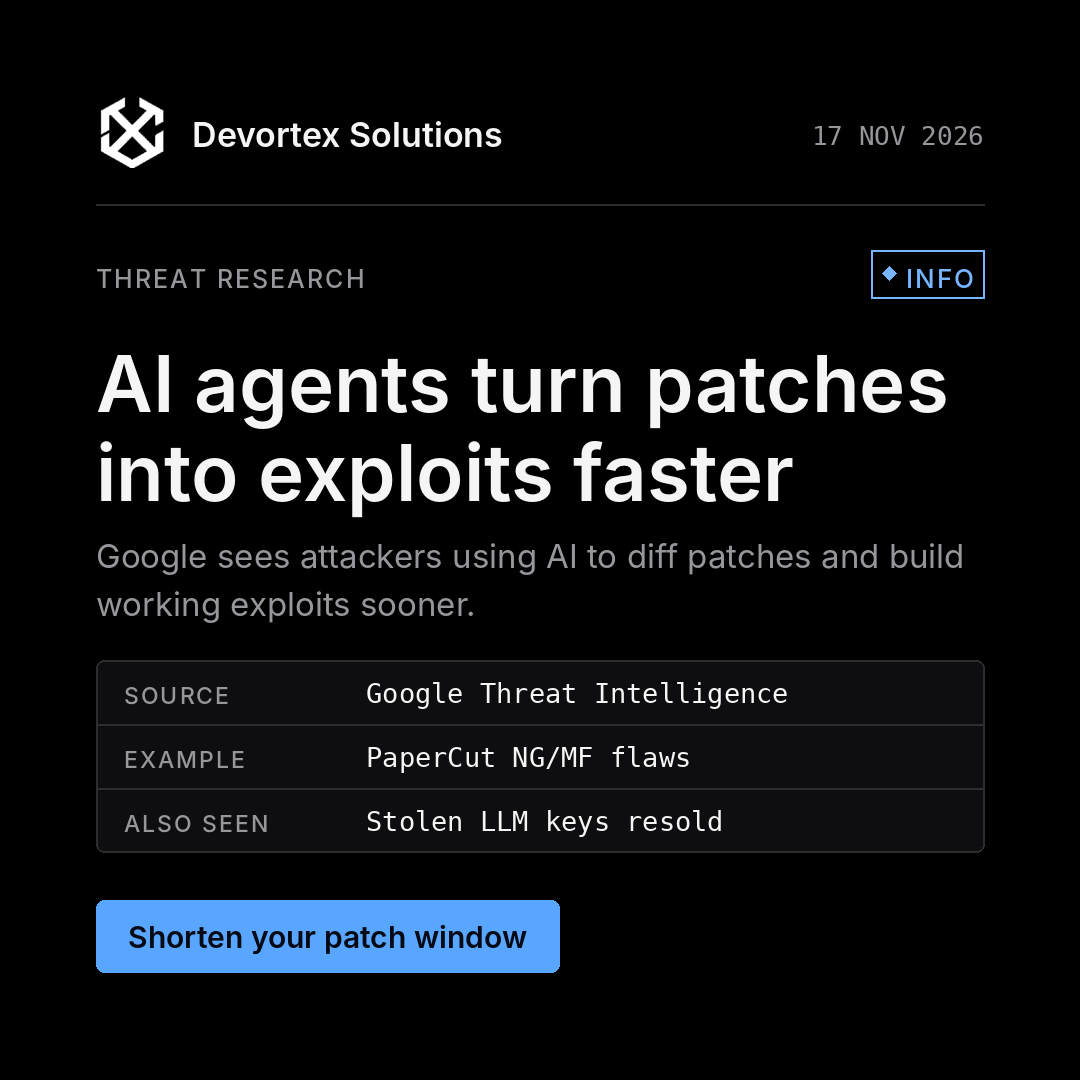 Devortex Solutions
17 NOV 2026
THREAT RESEARCH
INFO
AI agents turn patches
into exploits faster
Google sees attackers using AI to diff patches and build
working exploits sooner.
SOURCE Google Threat Intelligence
EXAMPLE PaperCut NG/MF flaws
ALSO SEEN Stolen LLM keys resold
Shorten your patch window